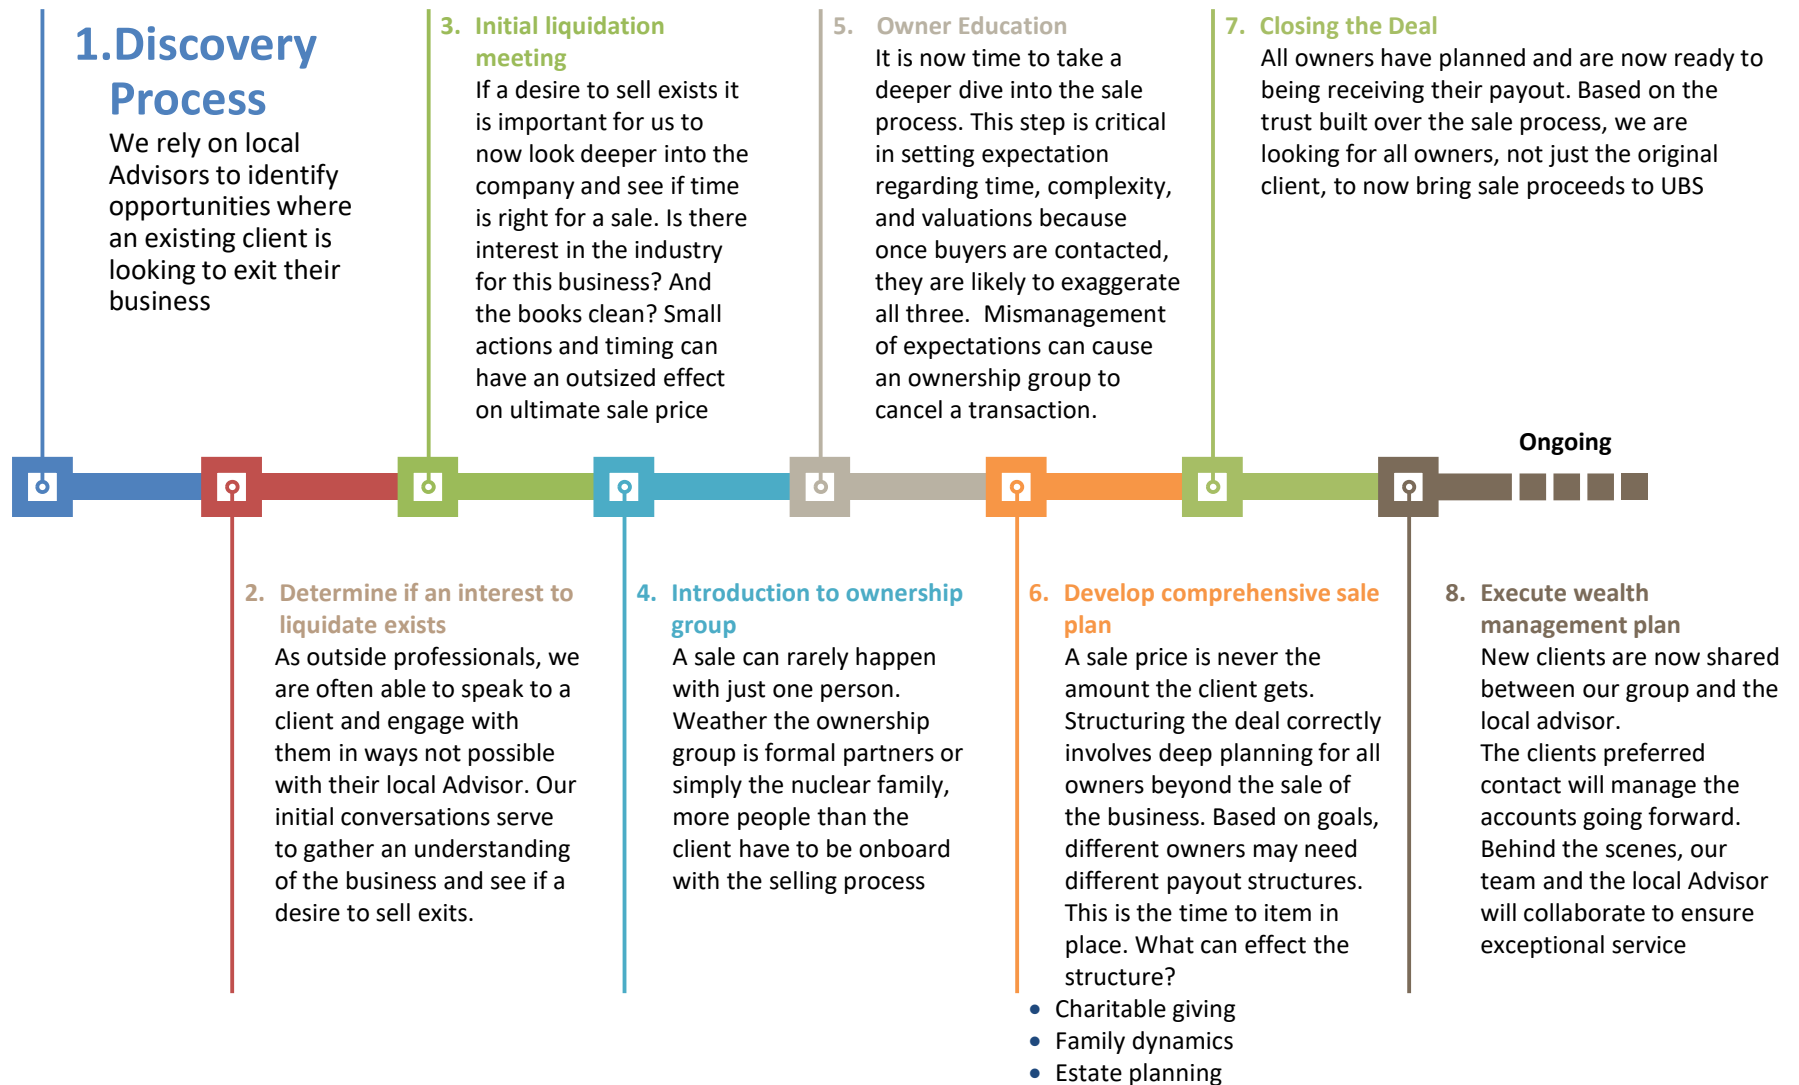 1.Discovery
Process
We rely on local
Advisors to identify
opportunities where
an existing client is
looking to exit their
business
2. Determine if an interest to
liquidate exists
As outside professionals, we
are often able to speak to a
client and engage with
them in ways not possible
with their local Advisor. Our
initial conversations serve
to gather an understanding
of the business and see if a
desire to sell exits.
3. Initial liquidation
meeting
If a desire to sell exists it
is important for us to
now look deeper into the
company and see if time
is right for a sale. Is there
interest in the industry
for this business? And
the books clean? Small
actions and timing can
have an outsized effect
on ultimate sale price
4. Introduction to ownership
group
A sale can rarely happen
with just one person.
Weather the ownership
group is formal partners or
simply the nuclear family,
more people than the
client have to be onboard
with the selling process
5. Owner Education
It is now time to take a
deeper dive into the sale
process. This step is critical
in setting expectation
regarding time, complexity,
and valuations because
once buyers are contacted,
they are likely to exaggerate
all three. Mismanagement
of expectations can cause
an ownership group to
cancel a transaction.
6. Develop comprehensive sale
plan
A sale price is never the
amount the client gets.
Structuring the deal correctly
involves deep planning for all
owners beyond the sale of
the business. Based on goals,
different owners may need
different payout structures.
This is the time to item in
place. What can effect the
structure?
• Charitable giving
• Family dynamics
• Estate planning
7. Closing the Deal
All owners have planned and are now ready to
being receiving their payout. Based on the
trust built over the sale process, we are
looking for all owners, not just the original
client, to now bring sale proceeds to UBS
Ongoing
8. Execute wealth
management plan
New clients are now shared
between our group and the
local advisor.
The clients preferred
contact will manage the
accounts going forward.
Behind the scenes, our
team and the local Advisor
will collaborate to ensure
exceptional service